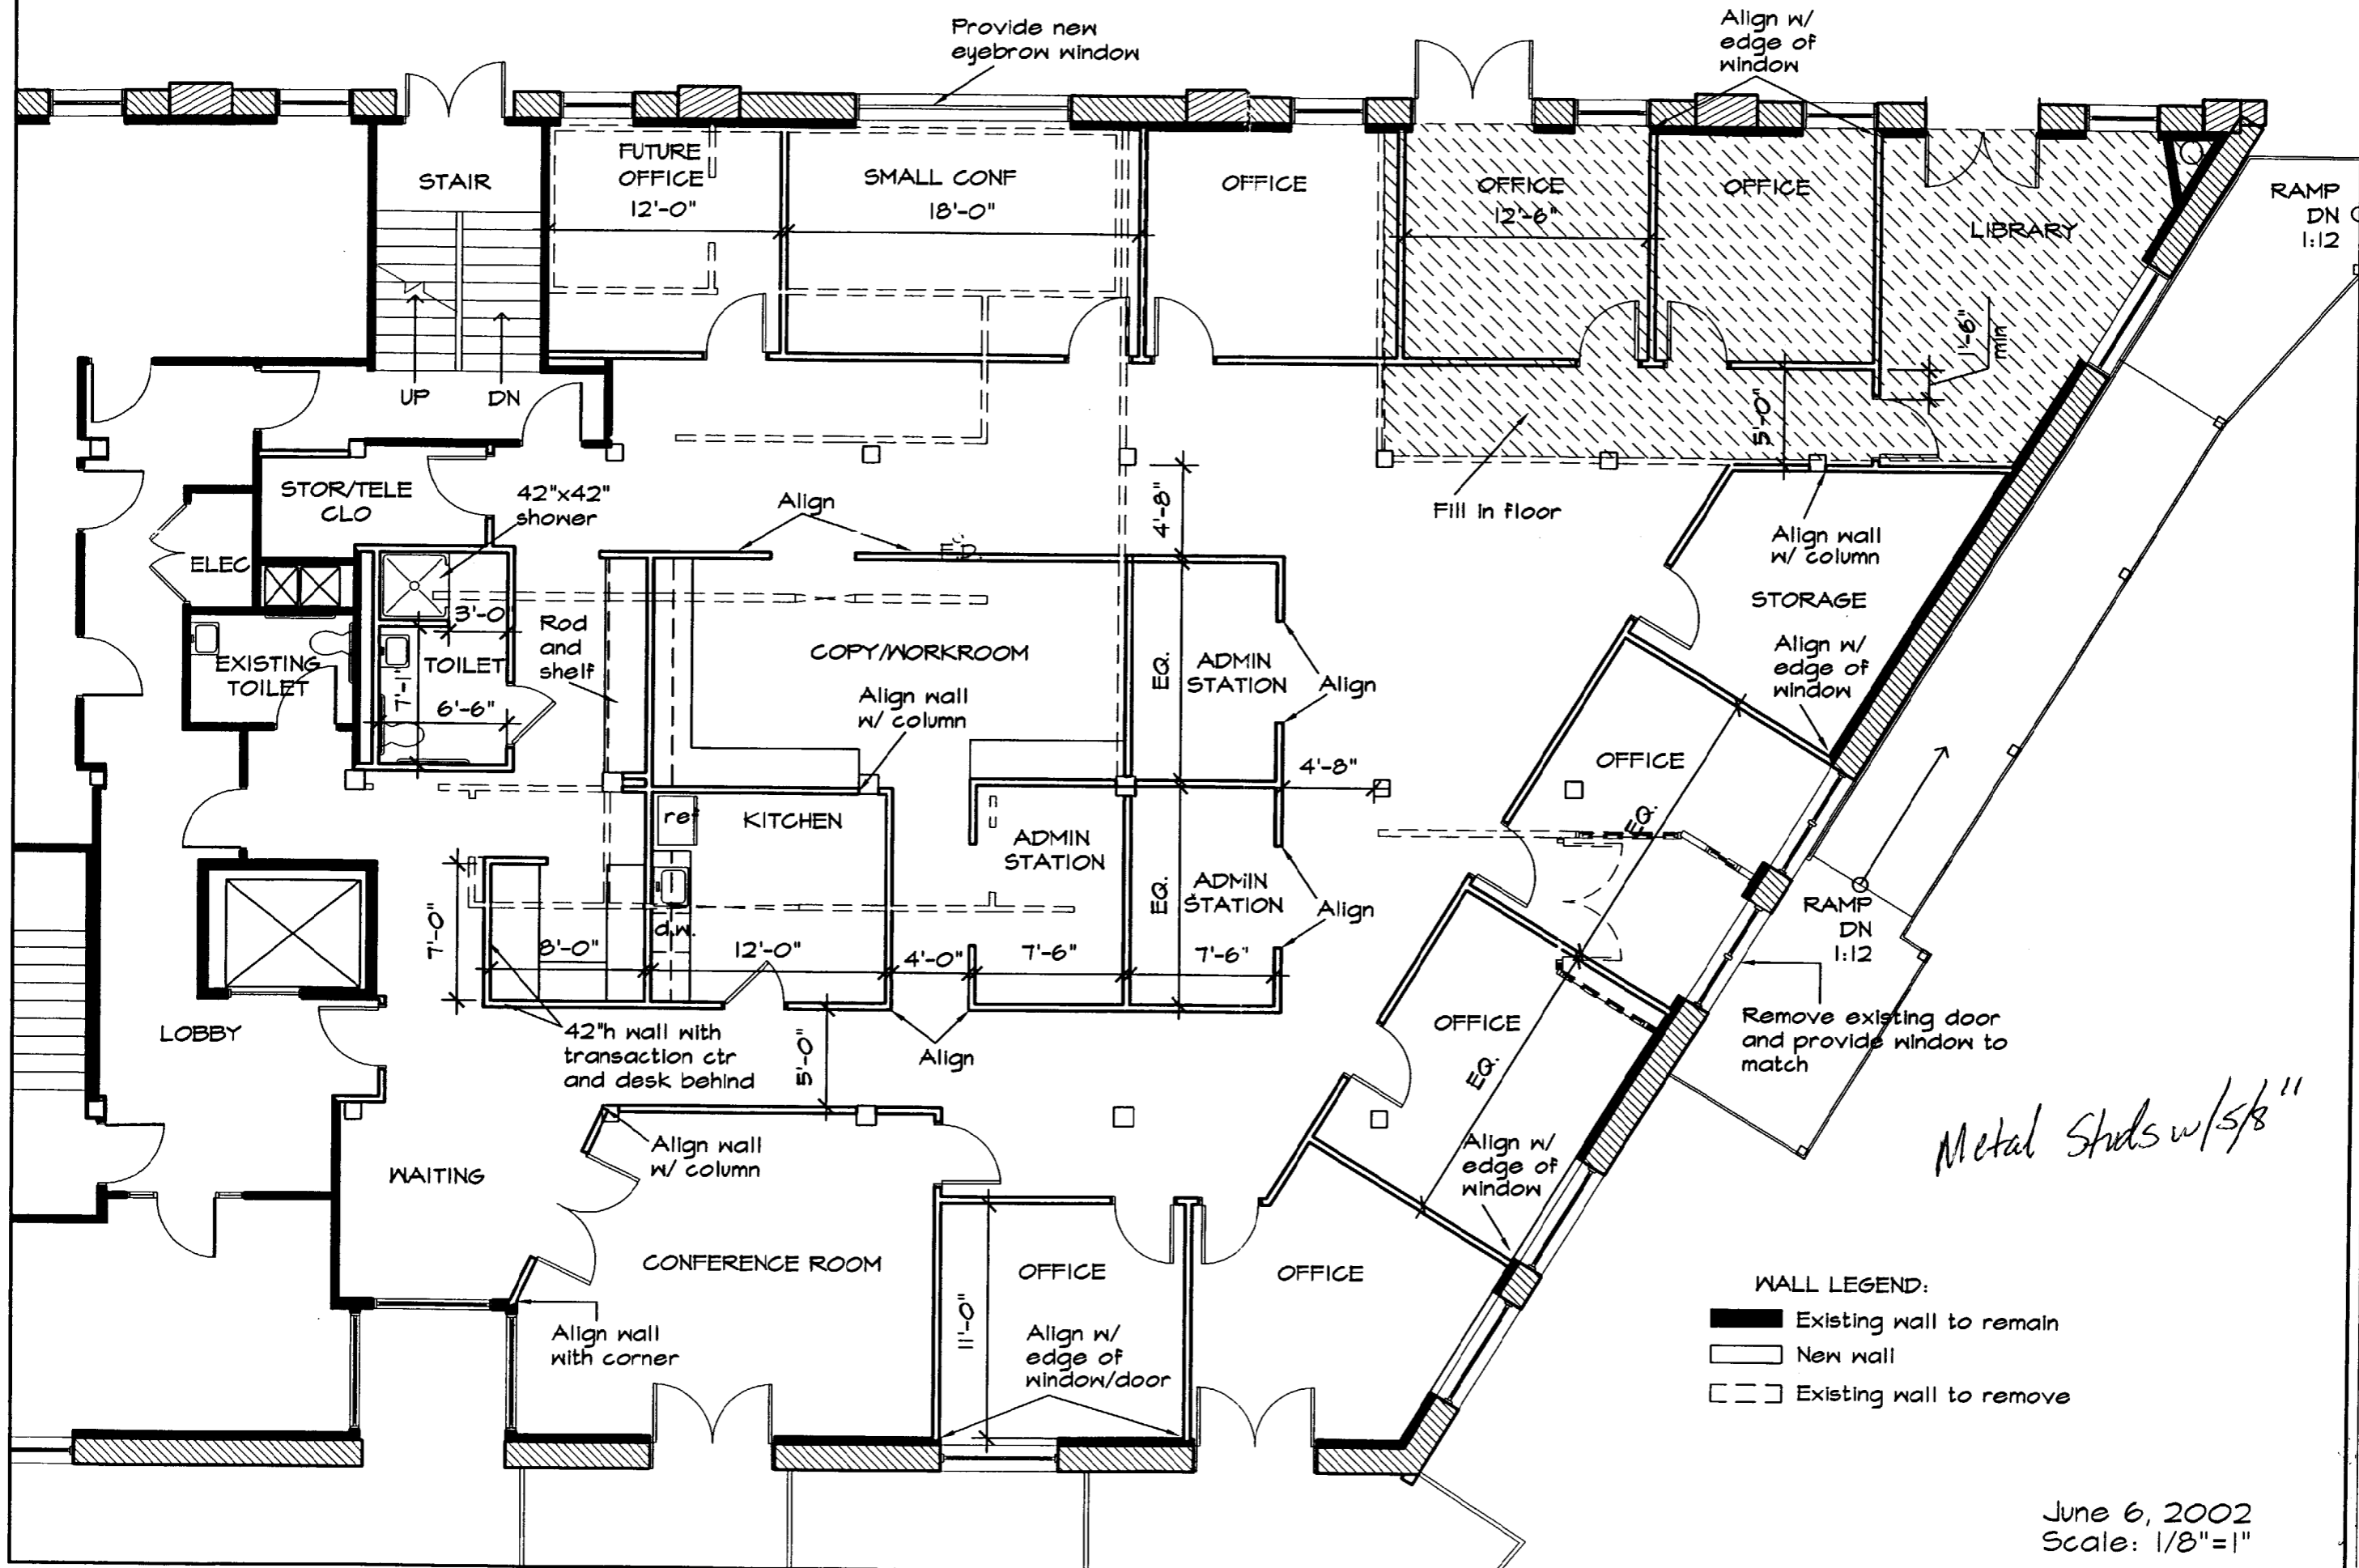 Provide new
eyebrow window
Align w/
edge of
window
STAIR
FUTURE
OFFICE
12'-0"
SMALL CONF
18'-0"
OFFICE
OFFICE
12'-6"
OFFICE
LIBRARY
RAMP
DN
1:12
1'-6"
min
UP
DN
5'-0"
STOR/TELE
CLO
42"x42"
shower
Align
4'-8"
Fill in floor
Align wall
w/ column
ELEC
3'-0
STORAGE
Rod
and
shelf
EXISTING
TOILET
TOILET
7'-11"
6'-6"
COPY/WORKROOM
EQ.
ADMIN
STATION
Align
Align w/
edge of
window
Align wall
w/ column
OFFICE
4'-8"
ref
KITCHEN
ADMIN
STATION
EQ.
EQ.
ADMIN
STATION
Align
RAMP
DN
1:12
7'-0"
d.w.
8'-0"
12'-0"
4'-0"
7'-6"
7'-6"
LOBBY
42"h wall with
transaction ctr
and desk behind
5'-0"
Align
OFFICE
EQ.
Remove existing door
and provide window to
match
Metal Studs w/5/8"
Align wall
w/ column
WAITING
Align w/
edge of
window
CONFERENCE ROOM
OFFICE
OFFICE
11'-0"
Align wall
with corner
Align w/
edge of
window/door
WALL LEGEND:
Existing wall to remain
New wall
Existing wall to remove
June 6, 2002
Scale: 1/8"=1"